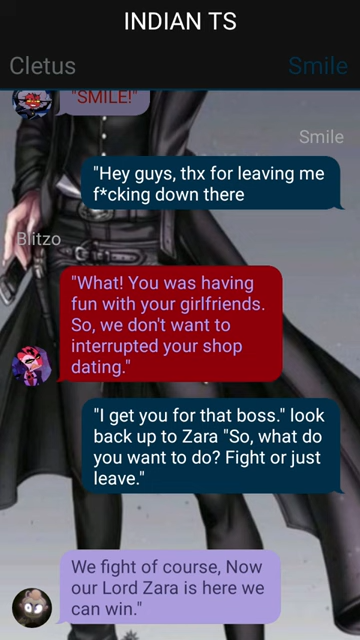 INDIAN TS
Cletus
Smile
"SMILE!"
Smile
"Hey guys, thx for leaving me
f*cking down there
Blitzo
"What! You was having
fun with your girlfriends.
So, we don't want to
interrupted your shop
dating."
"I get you for that boss." look
back up to Zara "So, what do
you want to do? Fight or just
leave."
We fight of course, Now
our Lord Zara is here we
can win."